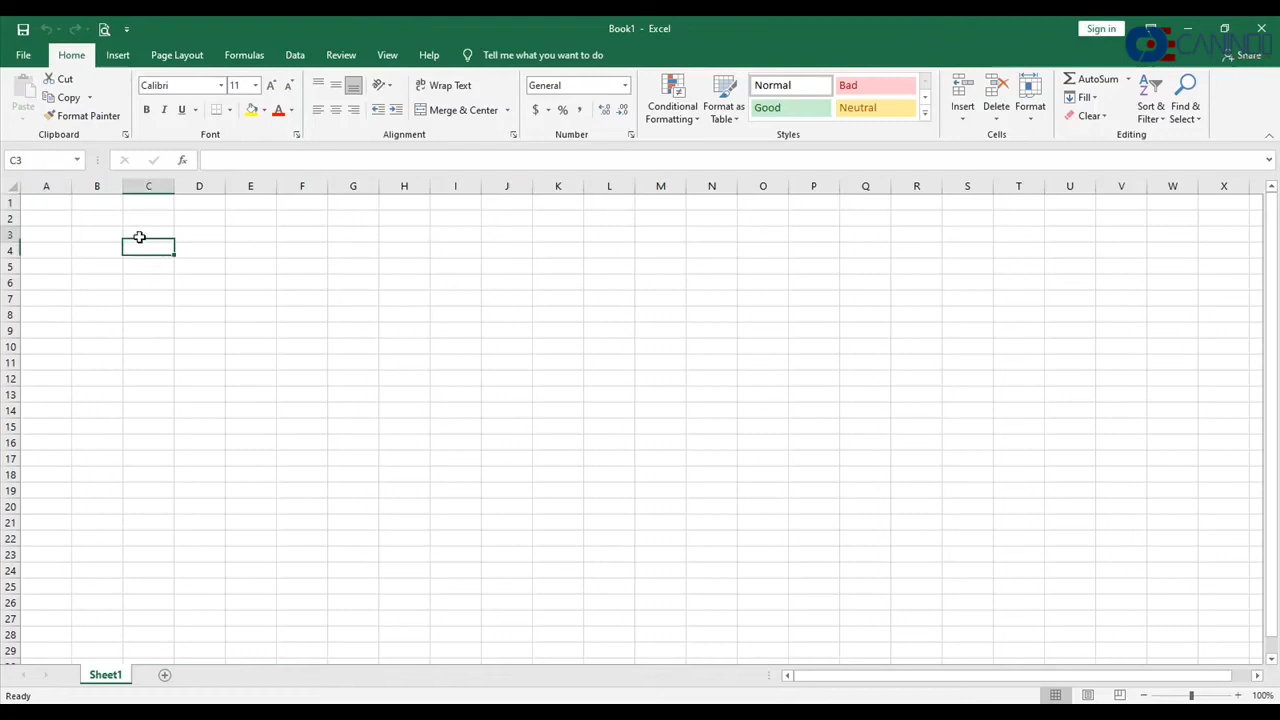 Book1 - Excel
Sign in
CANINDO
File Home Insert Page Layout Formulas Data Review View Help Tell me what you want to do
Share
Paste
Cut
Copy
Format Painter
Clipboard
Calibri 11
B I U
Font
Wrap Text
Merge & Center
Alignment
General
$ % ,
Number
Conditional
Formatting
Format as
Table
Normal Bad
Good Neutral
Styles
Insert Delete Format
Cells
AutoSum
Fill
Clear
Sort &
Filter
Find &
Select
Editing
C3
fx
A B C D E F G H I J K L M N O P Q R S T U V W X
1
2
3
4
5
6
7
8
9
10
11
12
13
14
15
16
17
18
19
20
21
22
23
24
25
26
27
28
29
Sheet1
Ready
100%